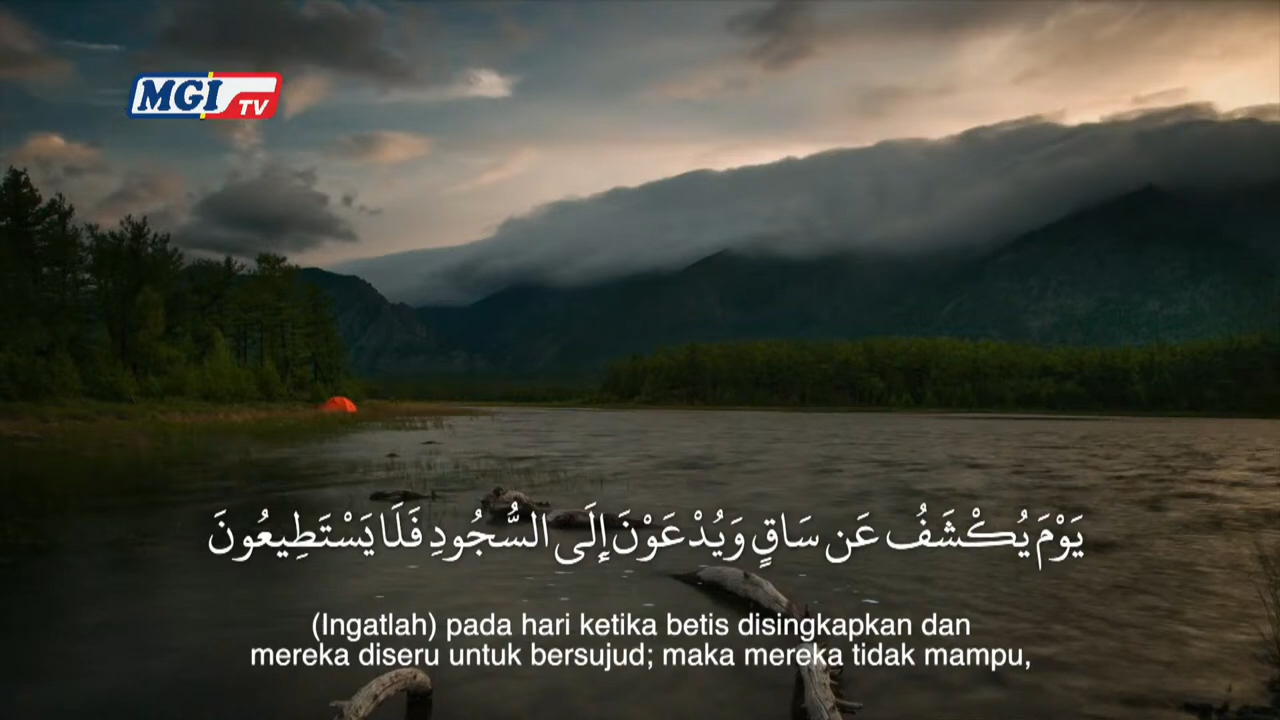 MGI TV
يَوْمَ يُكْشَفُ عَن سَاقٍ وَيُدْعَوْنَ إِلَى السُّجُودِ فَلَا يَسْتَطِيعُونَ
(Ingatlah) pada hari ketika betis disingkapkan dan
mereka diseru untuk bersujud; maka mereka tidak mampu,